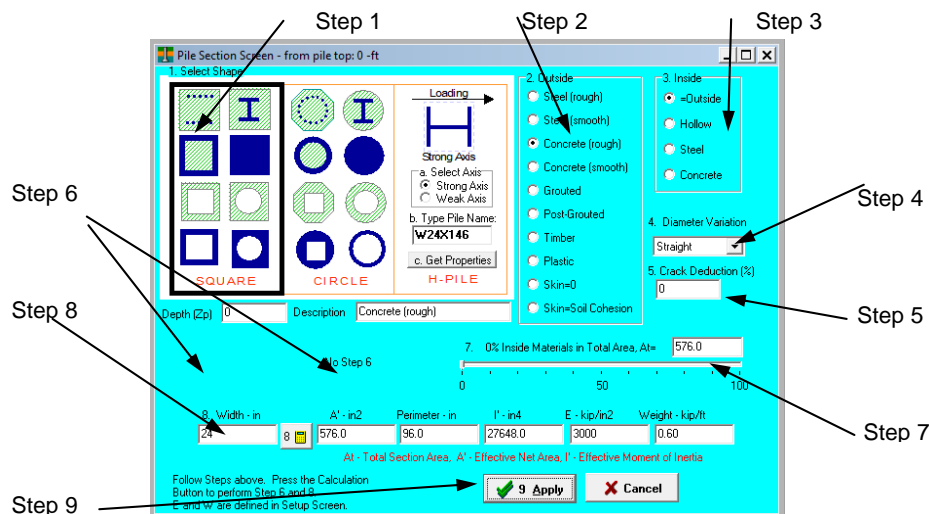 Step 1
Step 2
Step 3
Pile Section Screen - from pile top: 0 -ft
1. Select Shape
SQUARE
CIRCLE
Loading
Strong Axis
a. Select Axis
Strong Axis
Weak Axis
b. Type Pile Name:
W24X146
c. Get Properties
H-PILE
2. Outside
Steel (rough)
Steel (smooth)
Concrete (rough)
Concrete (smooth)
Grouted
Post-Grouted
Timber
Plastic
Skin=0
Skin=Soil Cohesion
3. Inside
=Outside
Hollow
Steel
Concrete
Step 6
Step 4
4. Diameter Variation
Straight
5. Crack Deduction (%)
0
Step 5
Step 8
Depth (Zp) 0 Description Concrete (rough)
No Step 6
7. 0% Inside Materials in Total Area, At= 576.0
0 50 100
Step 7
8. Width - in A' - in2 Perimeter - in I' - in4 E - kip/in2 Weight - kip/ft
24 8 576.0 96.0 27648.0 3000 0.60
At - Total Section Area, A' - Effective Net Area, I' - Effective Moment of Inertia
Follow Steps above. Press the Calculation
Button to perform Step 6 and 8.
E and W are defined in Setup Screen.
9 Apply
Cancel
Step 9